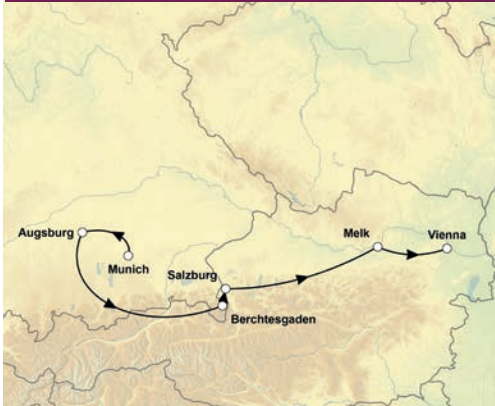 Augsburg
Munich
Salzburg
Berchtesgaden
Melk
Vienna